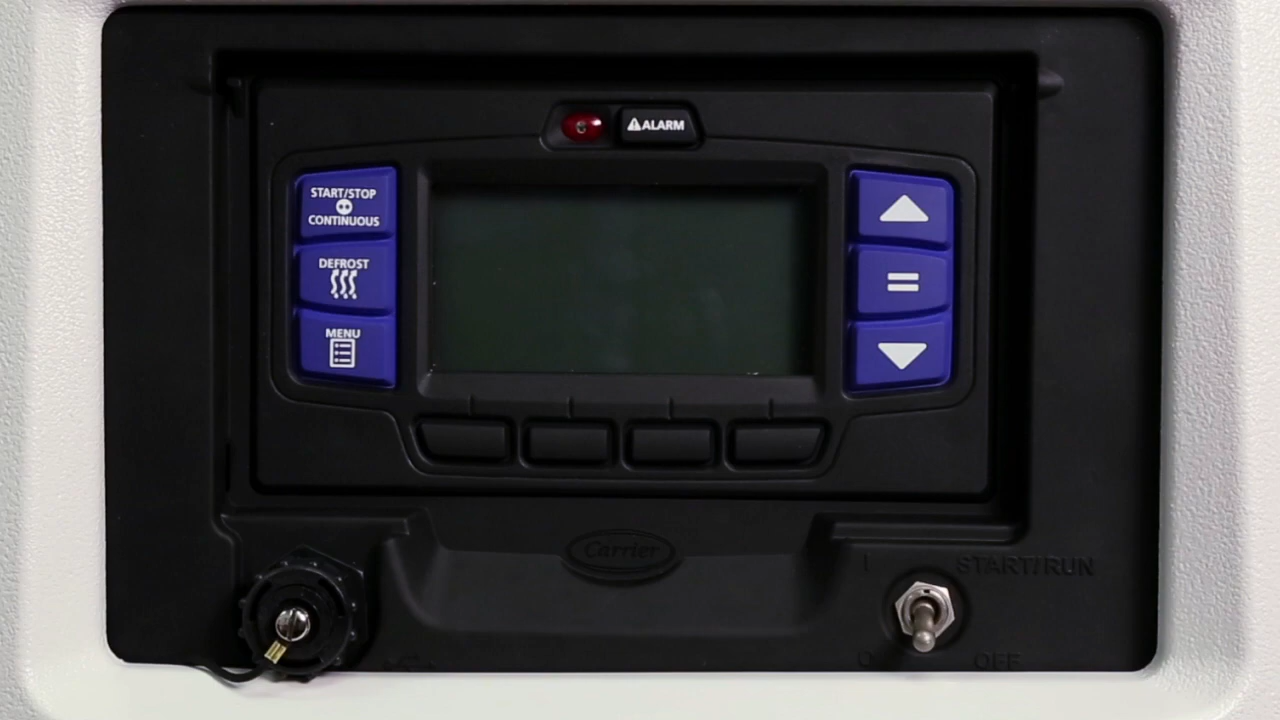 ALARM
START/STOP
CONTINUOUS
DEFROST
MENU
Carrier
I START/RUN
O OFF